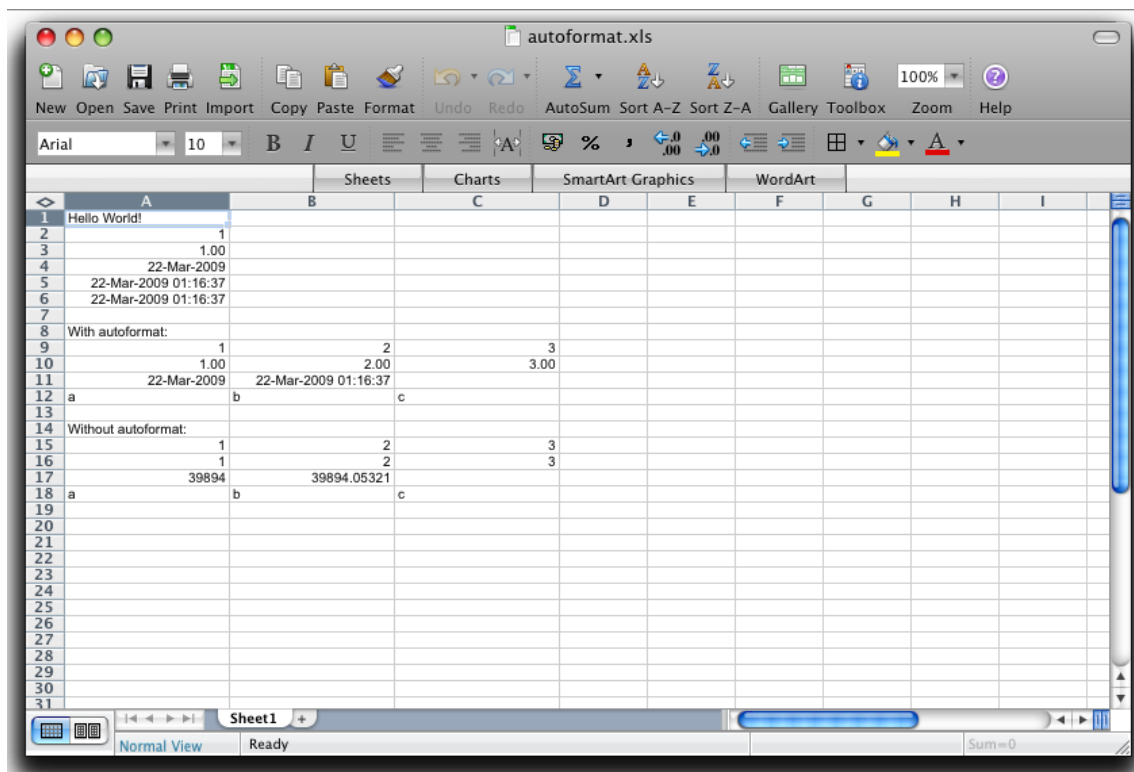 autoformat.xls
New Open Save Print Import Copy Paste Format Undo Redo AutoSum Sort A-Z Sort Z-A Gallery Toolbox Zoom Help
100%
Arial 10 B I U A % , .0 .00 .00 .0 A
Sheets Charts SmartArt Graphics WordArt
A B C D E F G H I
1 Hello World!
2 1
3 1.00
4 22-Mar-2009
5 22-Mar-2009 01:16:37
6 22-Mar-2009 01:16:37
7
8 With autoformat:
9 1 2 3
10 1.00 2.00 3.00
11 22-Mar-2009 22-Mar-2009 01:16:37
12 a b c
13
14 Without autoformat:
15 1 2 3
16 1 2 3
17 39894 39894.05321
18 a b c
19
20
21
22
23
24
25
26
27
28
29
30
31
Sheet1 +
Normal View Ready Sum=0